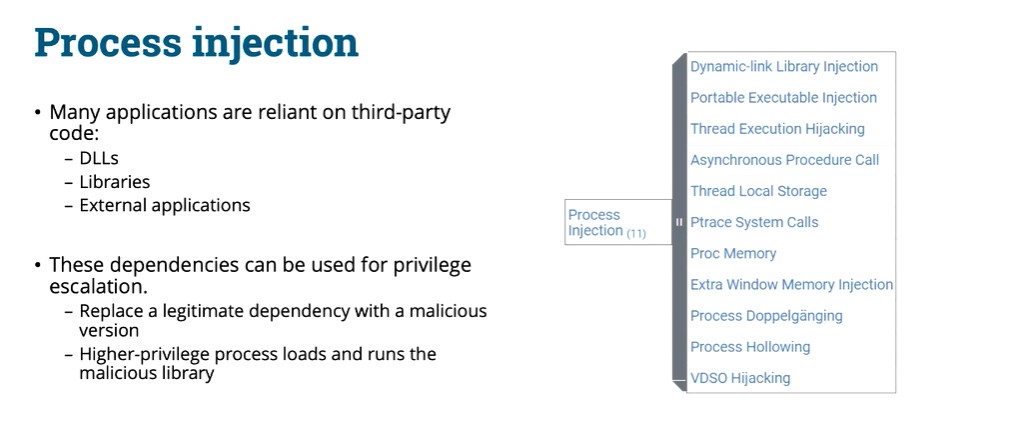 Process injection
• Many applications are reliant on third-party
code:
– DLLs
– Libraries
– External applications
• These dependencies can be used for privilege
escalation.
– Replace a legitimate dependency with a malicious
version
– Higher-privilege process loads and runs the
malicious library
Process
Injection (11)
Dynamic-link Library Injection
Portable Executable Injection
Thread Execution Hijacking
Asynchronous Procedure Call
Thread Local Storage
Ptrace System Calls
Proc Memory
Extra Window Memory Injection
Process Doppelgänging
Process Hollowing
VDSO Hijacking